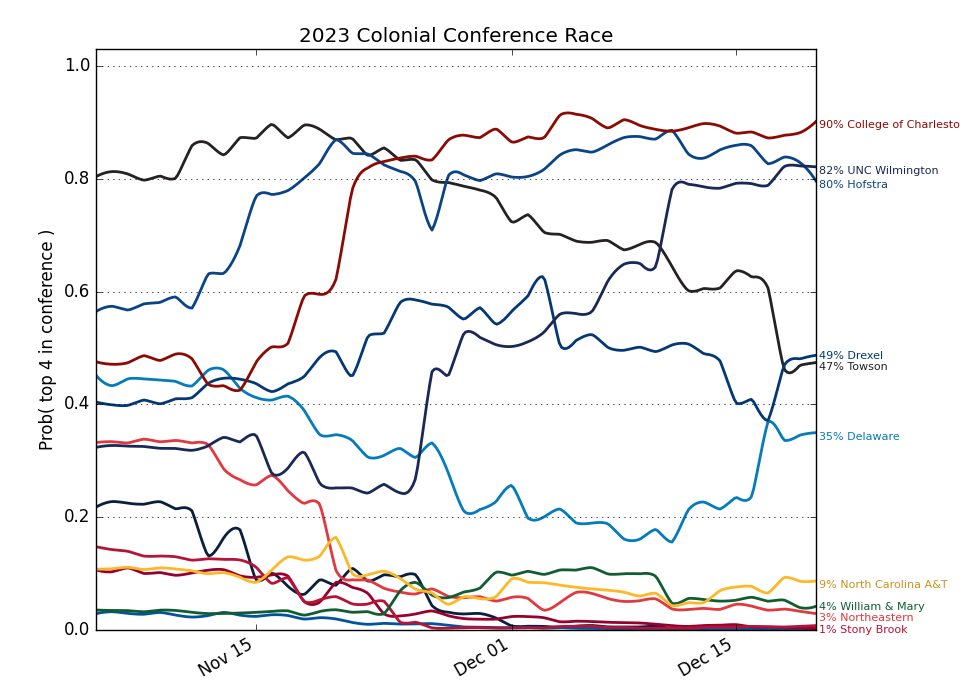 2023 Colonial Conference Race
1.0
0.8
0.6
0.4
0.2
0.0
Prob( top 4 in conference )
Nov 15
Dec 01
Dec 15
90% College of Charlesto
82% UNC Wilmington
80% Hofstra
49% Drexel
47% Towson
35% Delaware
9% North Carolina A&T
4% William & Mary
3% Northeastern
1% Stony Brook